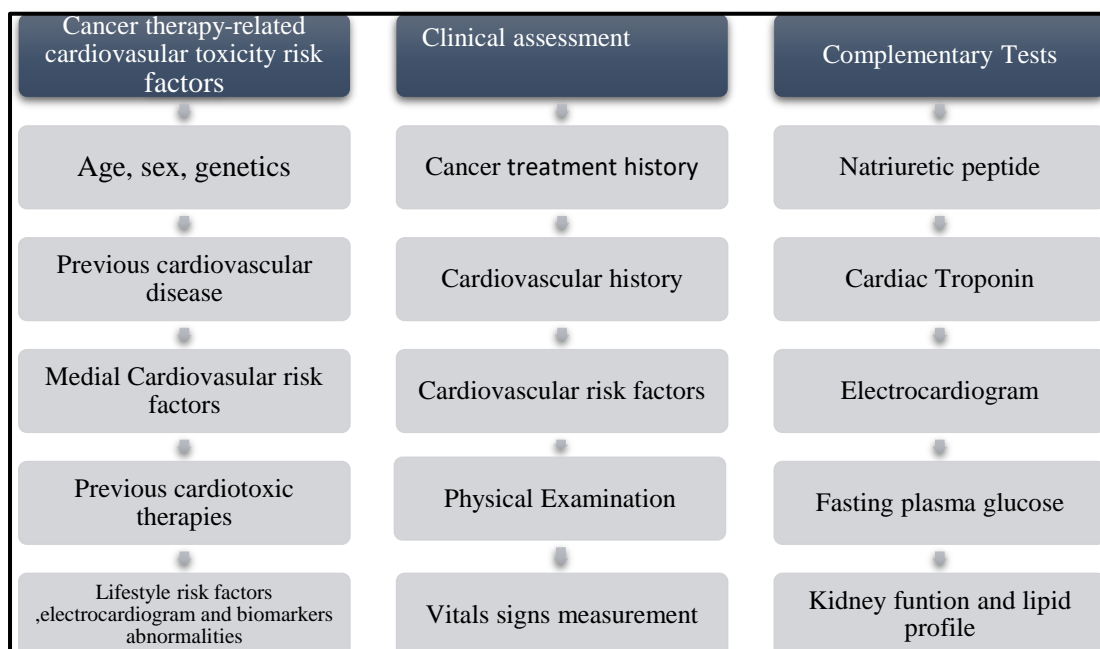 Cancer therapy-related
cardiovasular toxicity risk
factors
Age, sex, genetics
Previous cardiovascular
disease
Medial Cardiovasular risk
factors
Previous cardiotoxic
therapies
Lifestyle risk factors
,electrocardiogram and biomarkers
abnormalities
Clinical assessment
Cancer treatment history
Cardiovascular history
Cardiovascular risk factors
Physical Examination
Vitals signs measurement
Complementary Tests
Natriuretic peptide
Cardiac Troponin
Electrocardiogram
Fasting plasma glucose
Kidney funtion and lipid
profile